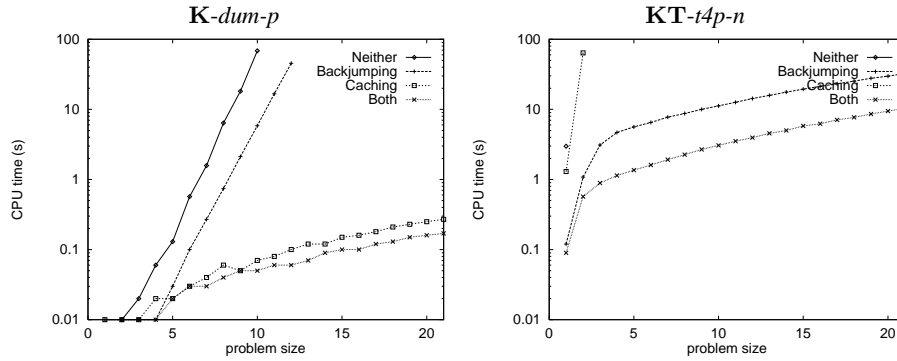 K-dum-p
100
10
1
0.1
0.01
CPU time (s)
Neither
Backjumping
Caching
Both
0
5
10
15
20
problem size
KT-t4p-n
100
10
1
0.1
0.01
CPU time (s)
Neither
Backjumping
Caching
Both
0
5
10
15
20
problem size